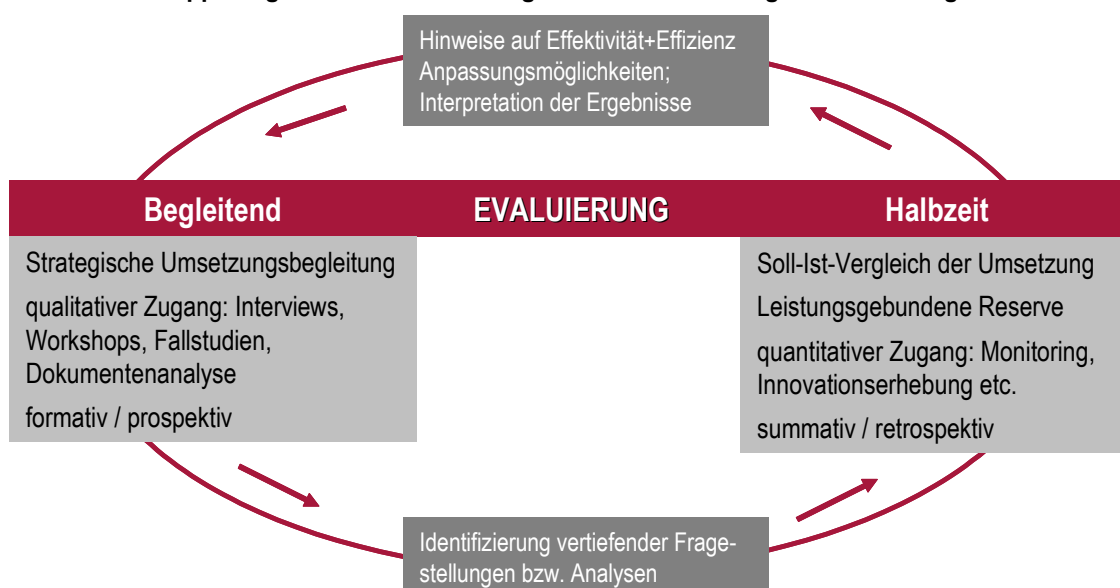 Hinweise auf Effektivität+Effizienz
Anpassungsmöglichkeiten;
Interpretation der Ergebnisse
Begleitend
EVALUIERUNG
Halbzeit
Strategische Umsetzungsbegleitung
qualitativer Zugang: Interviews,
Workshops, Fallstudien,
Dokumentenanalyse
formativ / prospektiv
Soll-Ist-Vergleich der Umsetzung
Leistungsgebundene Reserve
quantitativer Zugang: Monitoring,
Innovationserhebung etc.
summativ / retrospektiv
Identifizierung vertiefender Frage-
stellungen bzw. Analysen